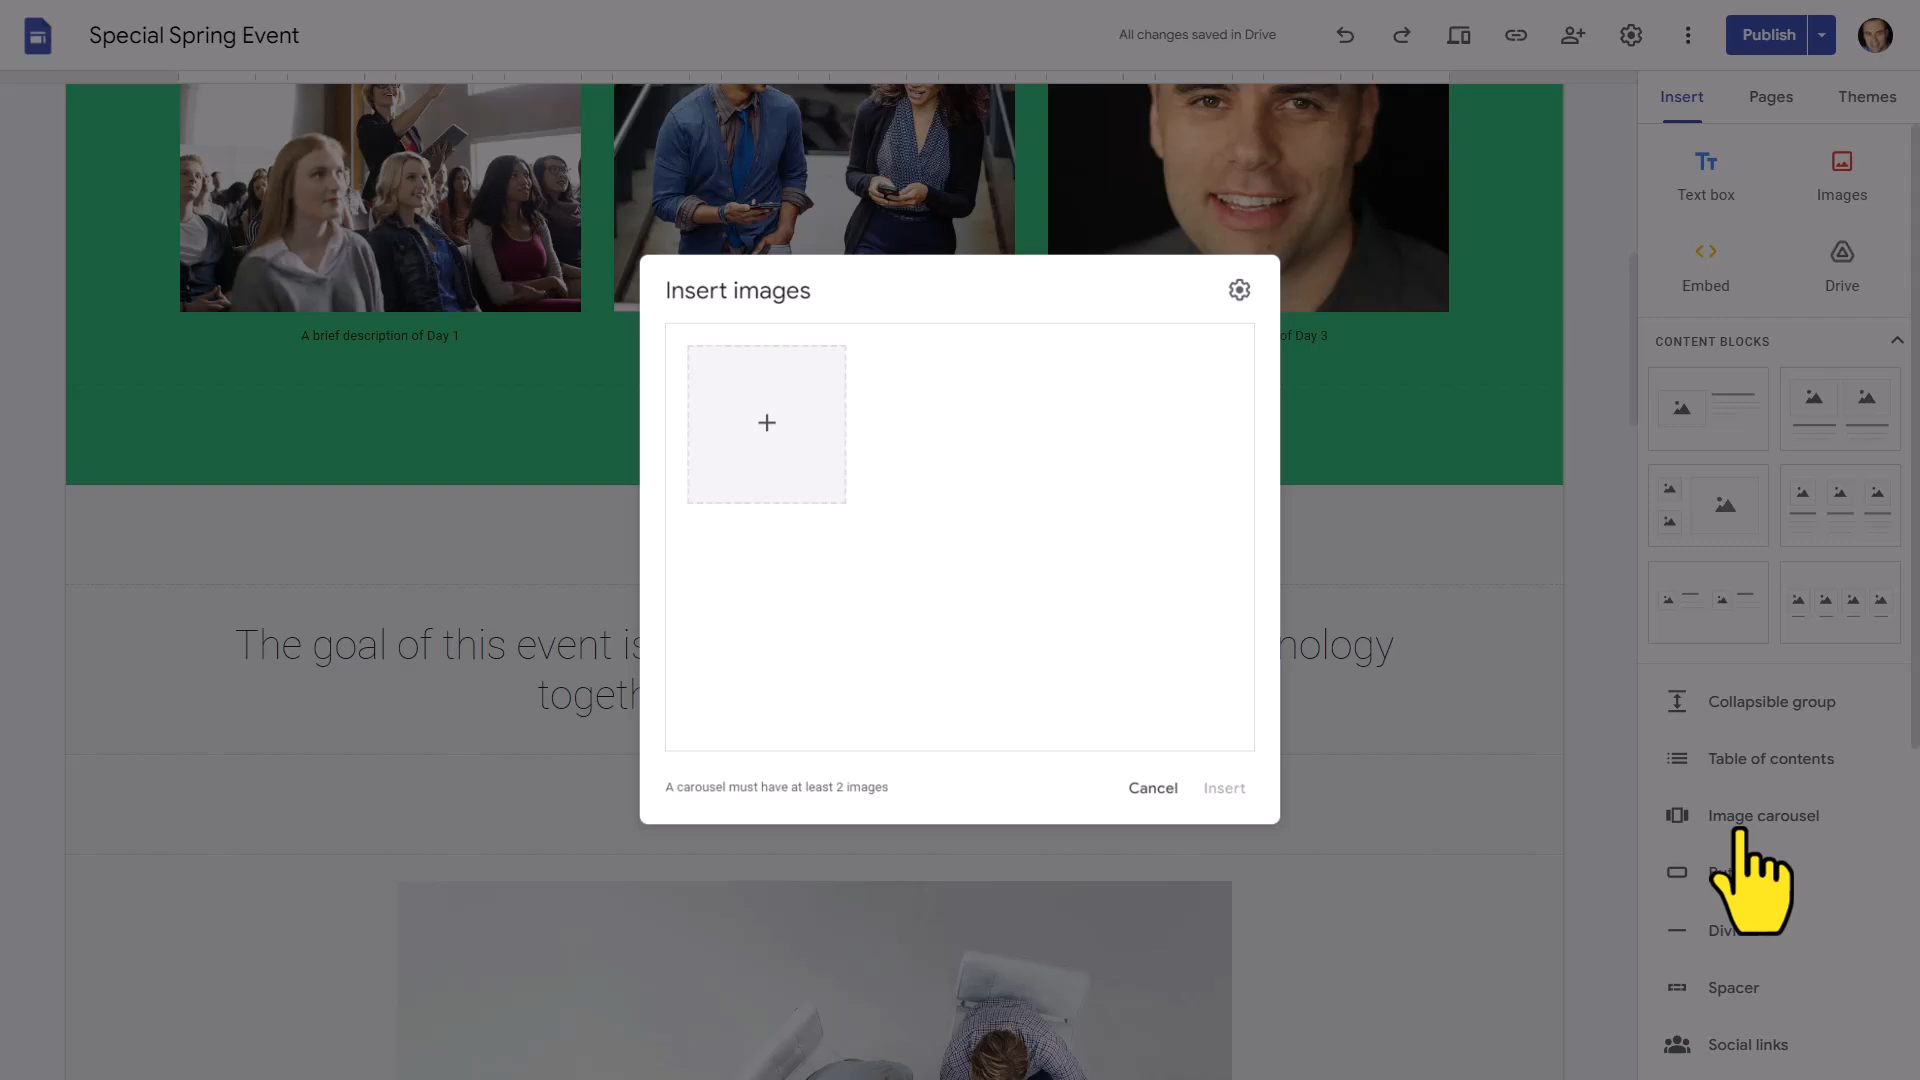 Special Spring Event
All changes saved in Drive
Publish
Insert
Pages
Themes
Text box
Images
Embed
Drive
CONTENT BLOCKS
Insert images
A brief description of Day 1
of Day 3
The goal of this event is
nology
togeth
A carousel must have at least 2 images
Cancel
Insert
Collapsible group
Table of contents
Image carousel
Div
Spacer
Social links